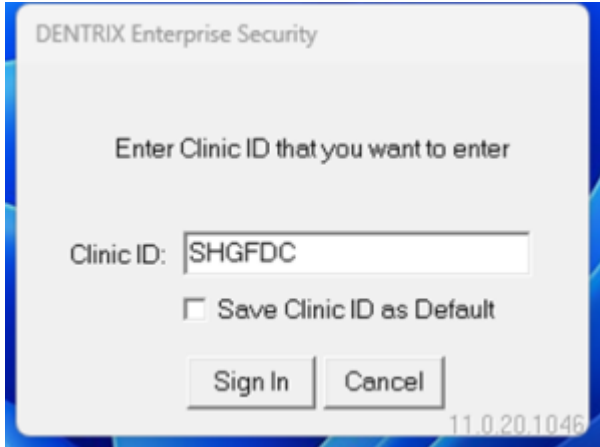 DENTRIX Enterprise Security
Enter Clinic ID that you want to enter
Clinic ID: SHGFDC
Save Clinic ID as Default
Sign In Cancel
11.0.20.1046